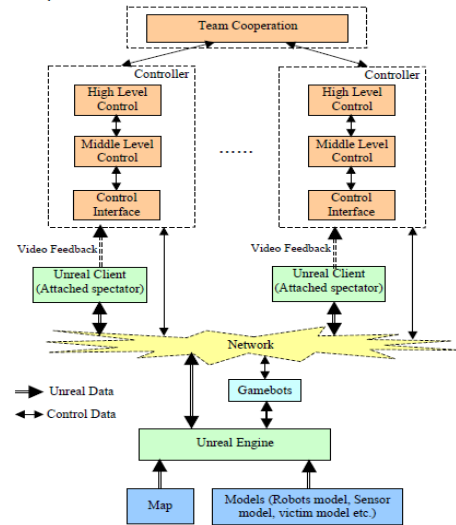 Team Cooperation
Controller
High Level
Control
Middle Level
Control
Control
Interface
Video Feedback
Unreal Client
(Attached spectator)
......
Controller
High Level
Control
Middle Level
Control
Control
Interface
Video Feedback
Unreal Client
(Attached spectator)
Network
Unreal Data
Control Data
Gamebots
Unreal Engine
Map
Models (Robots model, Sensor
model, victim model etc.)